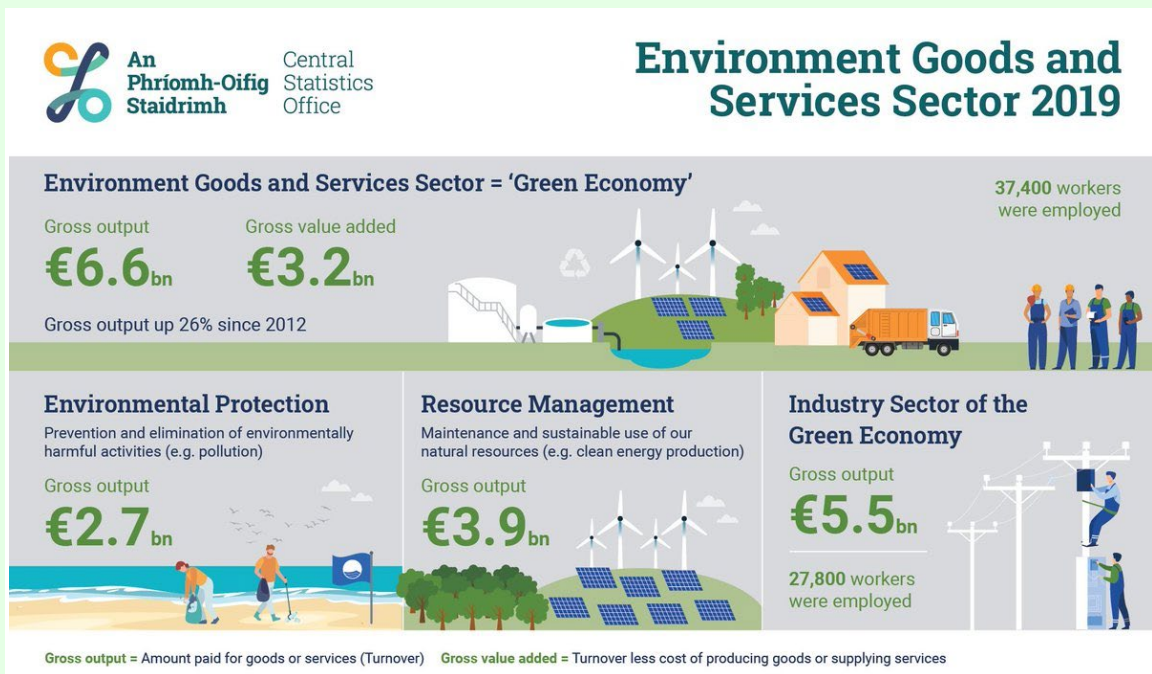 An
Phríomh-Oifig
Staidrimh
Central
Statistics
Office
Environment Goods and
Services Sector 2019
Environment Goods and Services Sector = ‘Green Economy’
Gross output
€6.6bn
Gross value added
€3.2bn
Gross output up 26% since 2012
37,400 workers
were employed
Environmental Protection
Prevention and elimination of environmentally
harmful activities (e.g. pollution)
Gross output
€2.7bn
Resource Management
Maintenance and sustainable use of our
natural resources (e.g. clean energy production)
Gross output
€3.9bn
Industry Sector of the
Green Economy
Gross output
€5.5bn
27,800 workers
were employed
Gross output = Amount paid for goods or services (Turnover) Gross value added = Turnover less cost of producing goods or supplying services